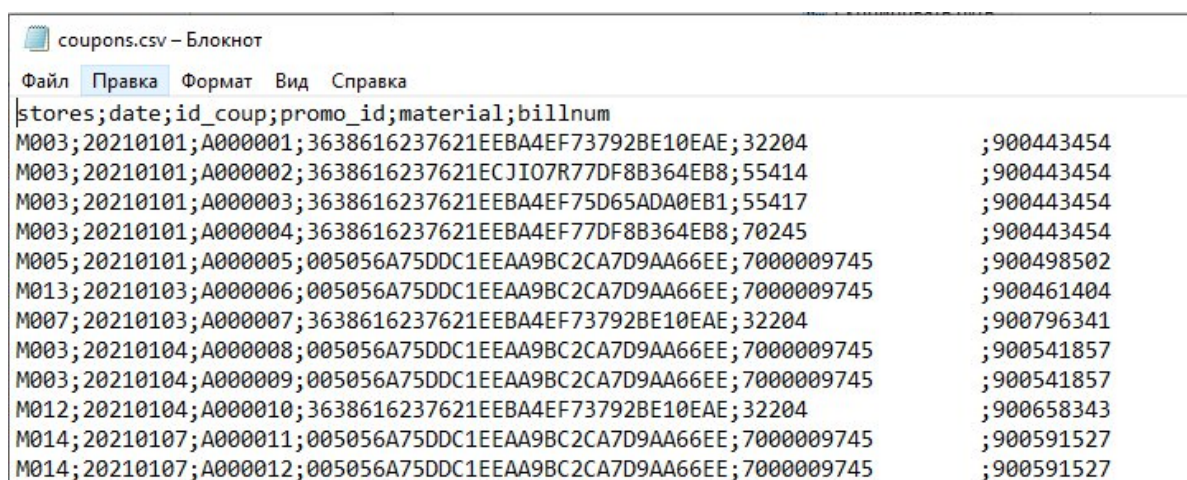 coupons.csv – Блокнот
Файл Правка Формат Вид Справка
stores;date;id_coup;promo_id;material;billnum
M003;20210101;A000001;3638616237621EEBA4EF73792BE10EAE;32204 ;900443454
M003;20210101;A000002;3638616237621ECJIO7R77DF8B364EB8;55414 ;900443454
M003;20210101;A000003;3638616237621EEBA4EF75D65ADA0EB1;55417 ;900443454
M003;20210101;A000004;3638616237621EEBA4EF77DF8B364EB8;70245 ;900443454
M005;20210101;A000005;005056A75DDC1EEAA9BC2CA7D9AA66EE;7000009745 ;900498502
M013;20210103;A000006;005056A75DDC1EEAA9BC2CA7D9AA66EE;7000009745 ;900461404
M007;20210103;A000007;3638616237621EEBA4EF73792BE10EAE;32204 ;900796341
M003;20210104;A000008;005056A75DDC1EEAA9BC2CA7D9AA66EE;7000009745 ;900541857
M003;20210104;A000009;005056A75DDC1EEAA9BC2CA7D9AA66EE;7000009745 ;900541857
M012;20210104;A000010;3638616237621EEBA4EF73792BE10EAE;32204 ;900658343
M014;20210107;A000011;005056A75DDC1EEAA9BC2CA7D9AA66EE;7000009745 ;900591527
M014;20210107;A000012;005056A75DDC1EEAA9BC2CA7D9AA66EE;7000009745 ;900591527